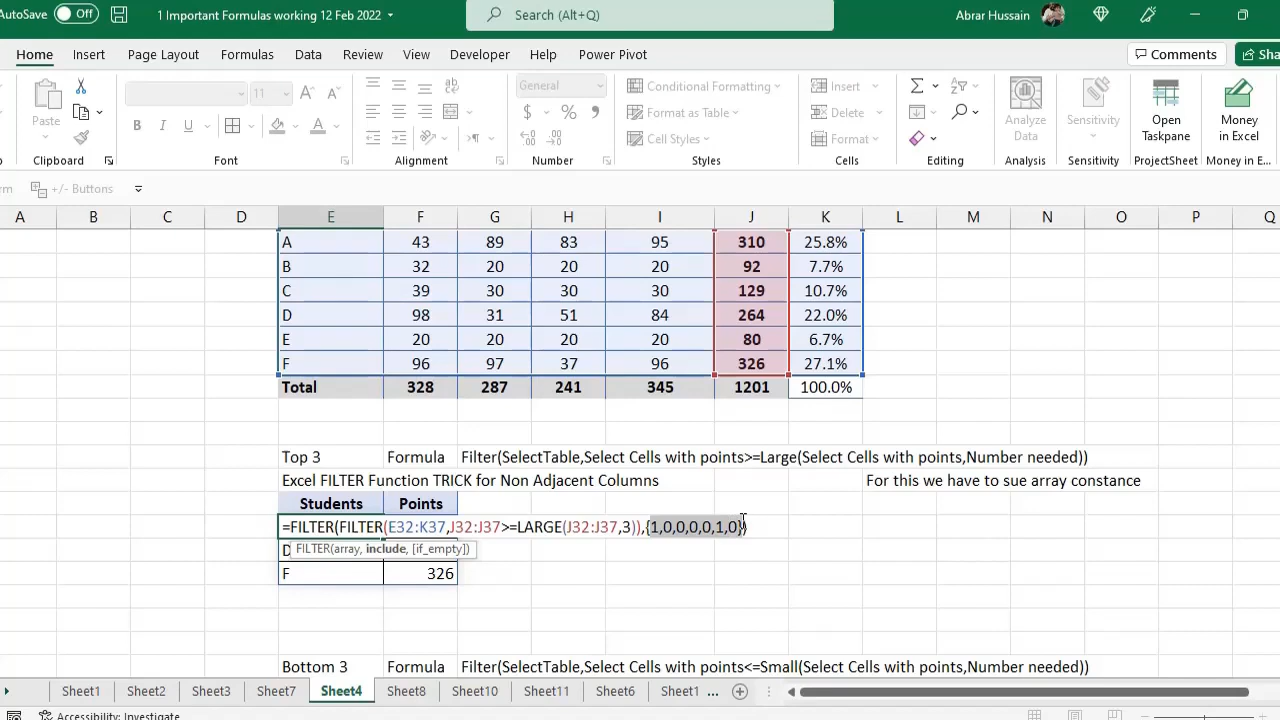 AutoSave Off 1 Important Formulas working 12 Feb 2022 Search (Alt+Q) Abrar Hussain
Home Insert Page Layout Formulas Data Review View Developer Help Power Pivot Comments Sha
Paste 11 General Conditional Formatting Insert Analyze Data Sensitivity Open Taskpane Money in Excel
B I U $ % Format as Table Delete
A Cell Styles Format
Clipboard Font Alignment Number Styles Cells Editing Analysis Sensitivity ProjectSheet Money in E...
rm +/- Buttons
A B C D E F G H I J K L M N O P Q
A 43 89 83 95 310 25.8%
B 32 20 20 20 92 7.7%
C 39 30 30 30 129 10.7%
D 98 31 51 84 264 22.0%
E 20 20 20 20 80 6.7%
F 96 97 37 96 326 27.1%
Total 328 287 241 345 1201 100.0%
Top 3 Formula Filter(SelectTable,Select Cells with points>=Large(Select Cells with points,Number needed))
Excel FILTER Function TRICK for Non Adjacent Columns For this we have to sue array constance
Students Points
=FILTER(FILTER(E32:K37,J32:J37>=LARGE(J32:J37,3)),{1,0,0,0,0,1,0})
D FILTER(array, include, [if_empty])
F 326
Bottom 3 Formula Filter(SelectTable,Select Cells with points<=Small(Select Cells with points,Number needed))
Sheet1 Sheet2 Sheet3 Sheet7 Sheet4 Sheet8 Sheet10 Sheet11 Sheet6 Sheet1 ...
Accessibility: Investigate